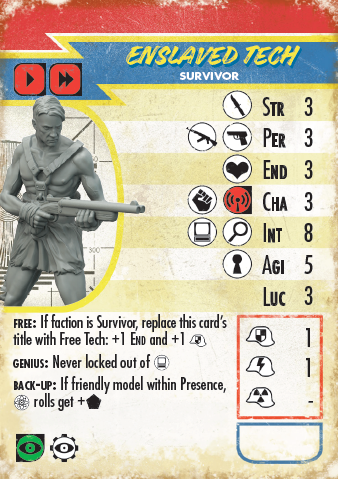 ENSLAVED TECH
SURVIVOR
STR 3
PER 3
END 3
CHA 3
INT 8
AGI 5
LUC 3
300
FREE: If faction is Survivor, replace this card's
title with Free Tech: +1 END and +1
GENIUS: Never locked out of
BACK-UP: If friendly model within Presence,
rolls get +
1
1
-